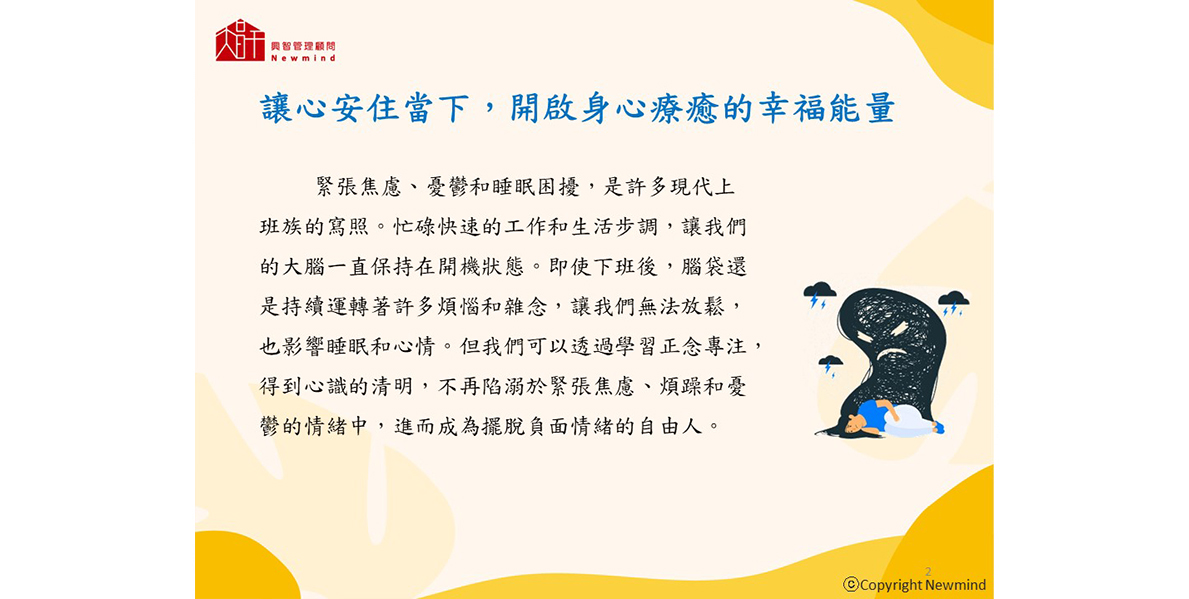 興智管理顧問
Newmind
讓心安住當下，開啟身心療癒的幸福能量
緊張焦慮、憂鬱和睡眠困擾，是許多現代上
班族的寫照。忙碌快速的工作和生活步調，讓我們
的大腦一直保持在開機狀態。即使下班後，腦袋還
是持續運轉著許多煩惱和雜念，讓我們無法放鬆，
也影響睡眠和心情。但我們可以透過學習正念專注，
得到心識的清明，不再陷溺於緊張焦慮、煩躁和憂
鬱的情緒中，進而成為擺脫負面情緒的自由人。
2
©Copyright Newmind